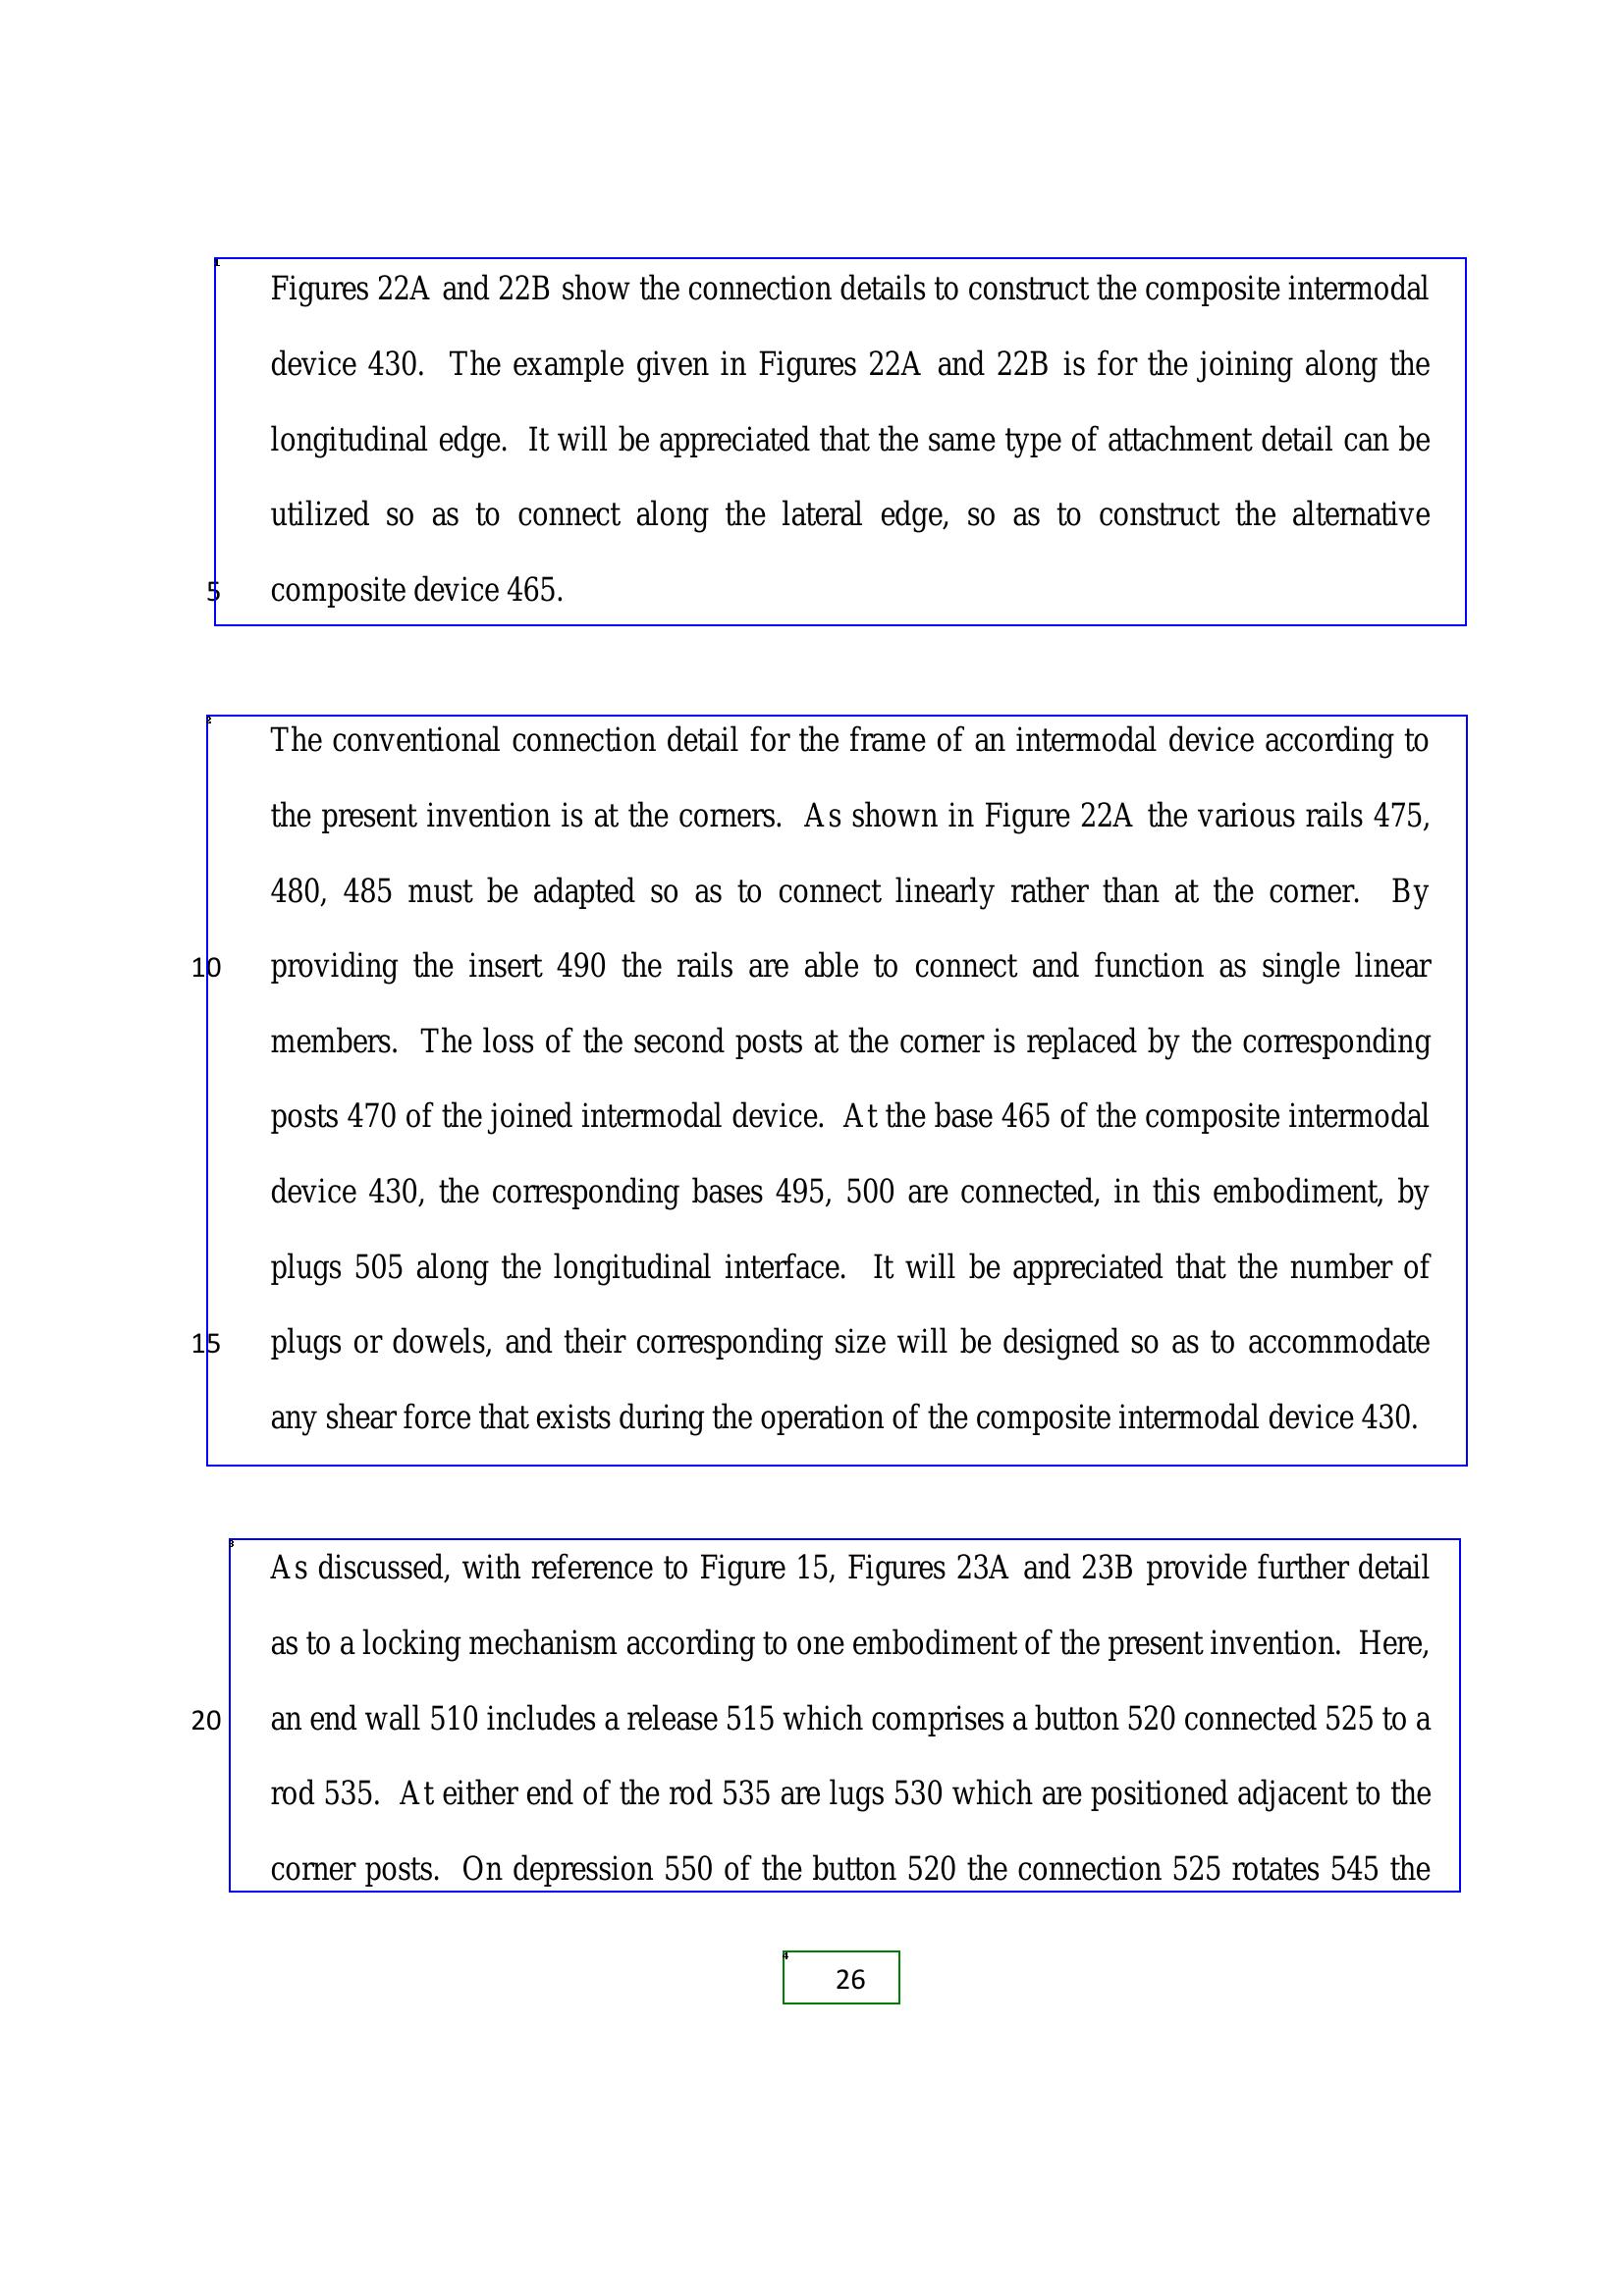 1
Figures 22A and 22B show the connection details to construct the composite intermodal
device 430. The example given in Figures 22A and 22B is for the joining along the
longitudinal edge. It will be appreciated that the same type of attachment detail can be
utilized so as to connect along the lateral edge, so as to construct the alternative
5 composite device 465.
2
The conventional connection detail for the frame of an intermodal device according to
the present invention is at the corners. As shown in Figure 22A the various rails 475,
480, 485 must be adapted so as to connect linearly rather than at the corner. By
10 providing the insert 490 the rails are able to connect and function as single linear
members. The loss of the second posts at the corner is replaced by the corresponding
posts 470 of the joined intermodal device. At the base 465 of the composite intermodal
device 430, the corresponding bases 495, 500 are connected, in this embodiment, by
plugs 505 along the longitudinal interface. It will be appreciated that the number of
15 plugs or dowels, and their corresponding size will be designed so as to accommodate
any shear force that exists during the operation of the composite intermodal device 430.
3
As discussed, with reference to Figure 15, Figures 23A and 23B provide further detail
as to a locking mechanism according to one embodiment of the present invention. Here,
20 an end wall 510 includes a release 515 which comprises a button 520 connected 525 to a
rod 535. At either end of the rod 535 are lugs 530 which are positioned adjacent to the
corner posts. On depression 550 of the button 520 the connection 525 rotates 545 the
4
26